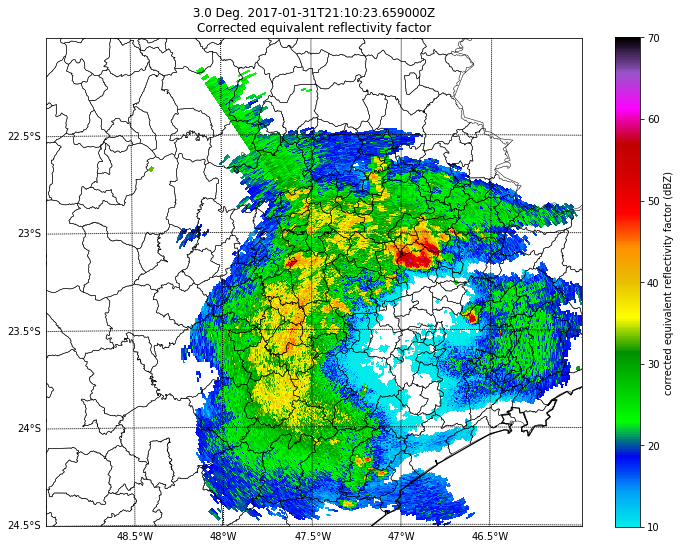 3.0 Deg. 2017-01-31T21:10:23.659000Z
Corrected equivalent reflectivity factor
22.5°S
23°S
23.5°S
24°S
24.5°S
48.5°W
48°W
47.5°W
47°W
46.5°W
70
60
50
40
30
20
10
corrected equivalent reflectivity factor (dBZ)